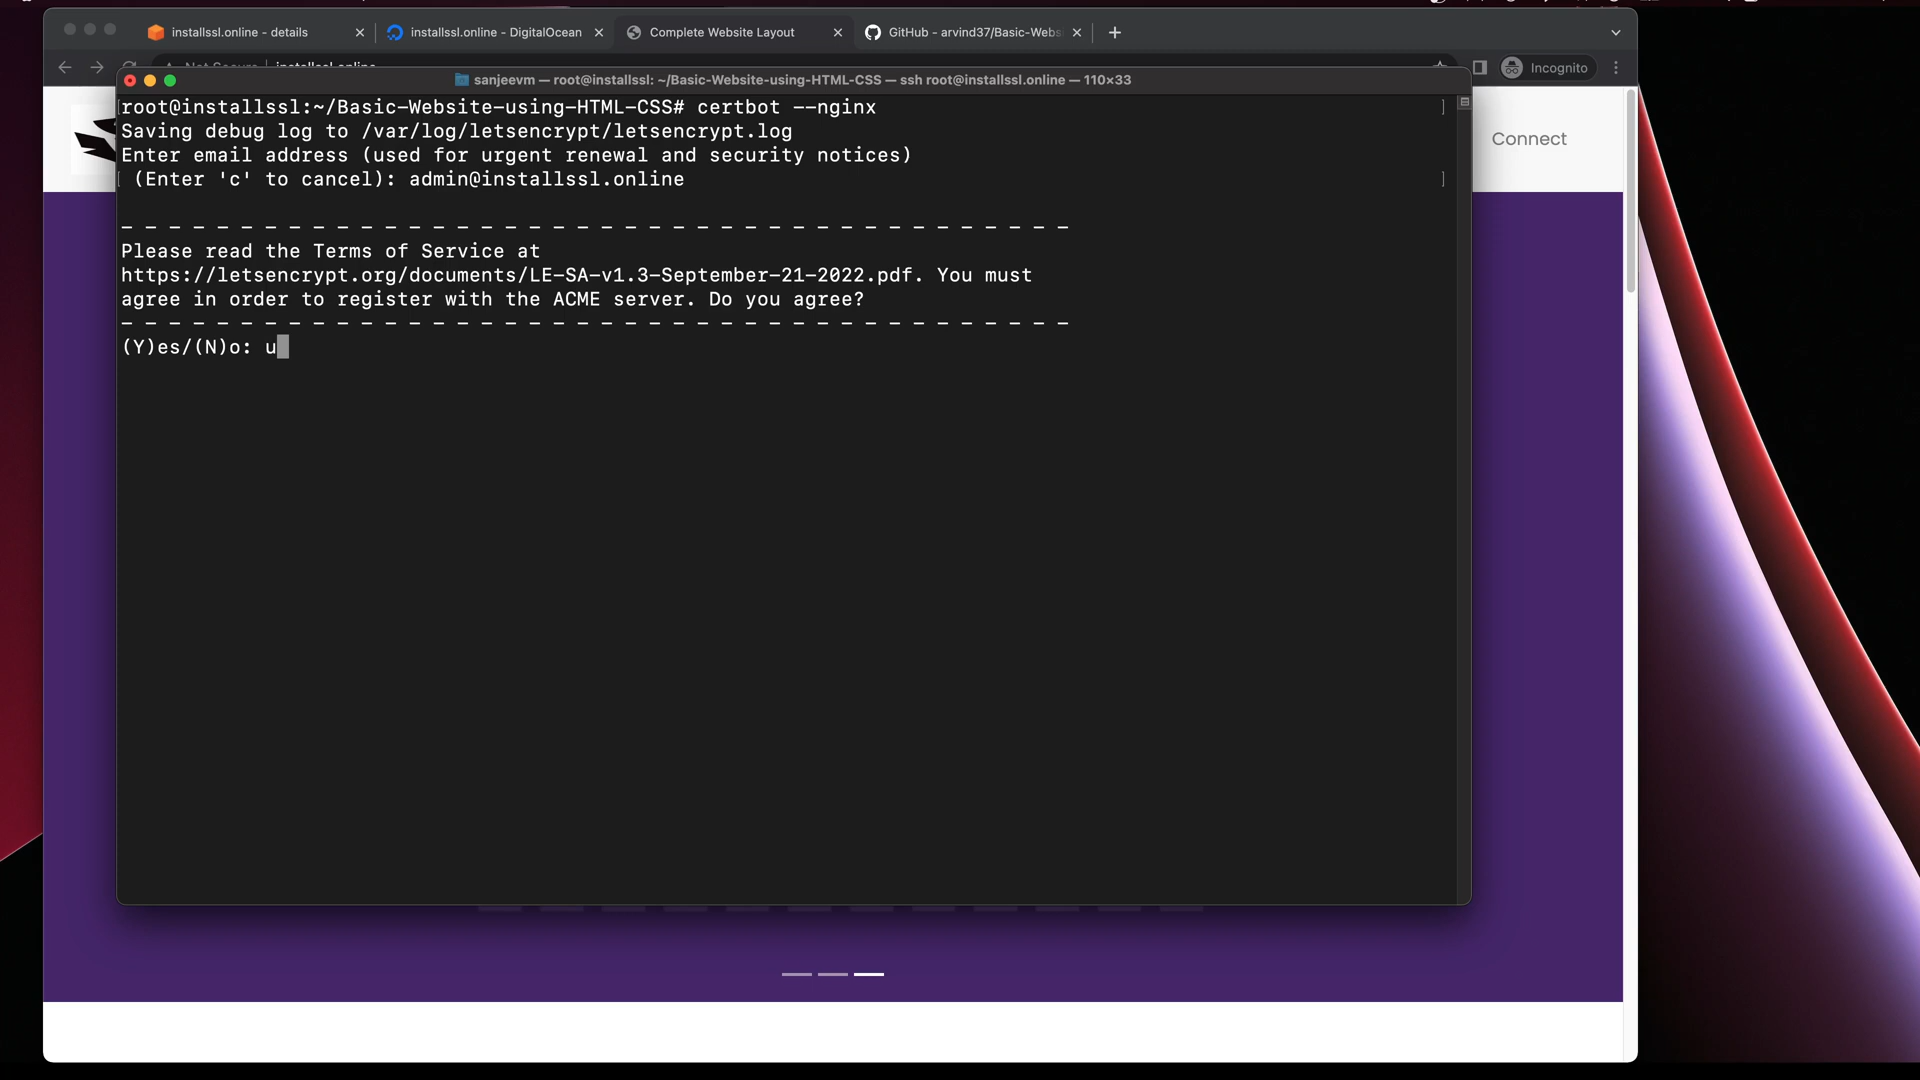 installssl.online - details
installssl.online - DigitalOcean
Complete Website Layout
GitHub - arvind37/Basic-Webs
Incognito
sanjeevm — root@installssl: ~/Basic-Website-using-HTML-CSS — ssh root@installssl.online — 110×33
Connect
root@installssl:~/Basic-Website-using-HTML-CSS# certbot --nginx
Saving debug log to /var/log/letsencrypt/letsencrypt.log
Enter email address (used for urgent renewal and security notices)
(Enter 'c' to cancel): admin@installssl.online
- - - - - - - - - - - - - - - - - - - - - - - - - - - - - - - - - - - - - - - -
Please read the Terms of Service at
https://letsencrypt.org/documents/LE-SA-v1.3-September-21-2022.pdf. You must
agree in order to register with the ACME server. Do you agree?
- - - - - - - - - - - - - - - - - - - - - - - - - - - - - - - - - - - - - - - -
(Y)es/(N)o: u